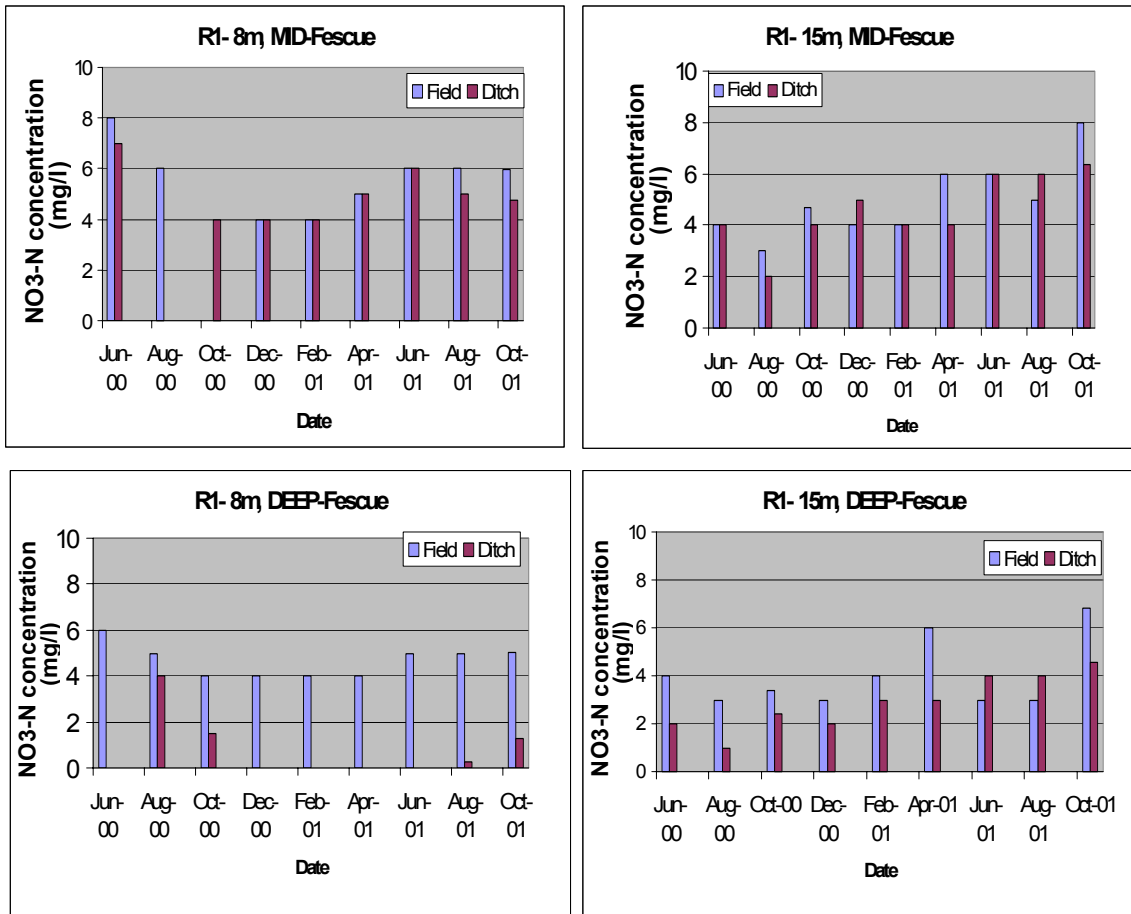 R1- 8m, MID-Fescue
Field Ditch
NO3-N concentration
(mg/l)
10
8
6
4
2
0
Jun-
00
Aug-
00
Oct-
00
Dec-
00
Feb-
01
Apr-
01
Jun-
01
Aug-
01
Oct-
01
Date
R1- 15m, MID-Fescue
Field Ditch
NO3-N concentration
(mg/l)
10
8
6
4
2
0
Jun-
00
Aug-
00
Oct-
00
Dec-
00
Feb-
01
Apr-
01
Jun-
01
Aug-
01
Oct-
01
Date
R1- 8m, DEEP-Fescue
Field Ditch
NO3-N concentration
(mg/l)
10
8
6
4
2
0
Jun-
00
Aug-
00
Oct-
00
Dec-
00
Feb-
01
Apr-
01
Jun-
01
Aug-
01
Oct-
01
Date
R1- 15m, DEEP-Fescue
Field Ditch
NO3-N concentration
(mg/l)
10
8
6
4
2
0
Jun-
00
Aug-
00
Oct-00
Dec-
00
Feb-
01
Apr-01
Jun-
01
Aug-
01
Oct-01
Date